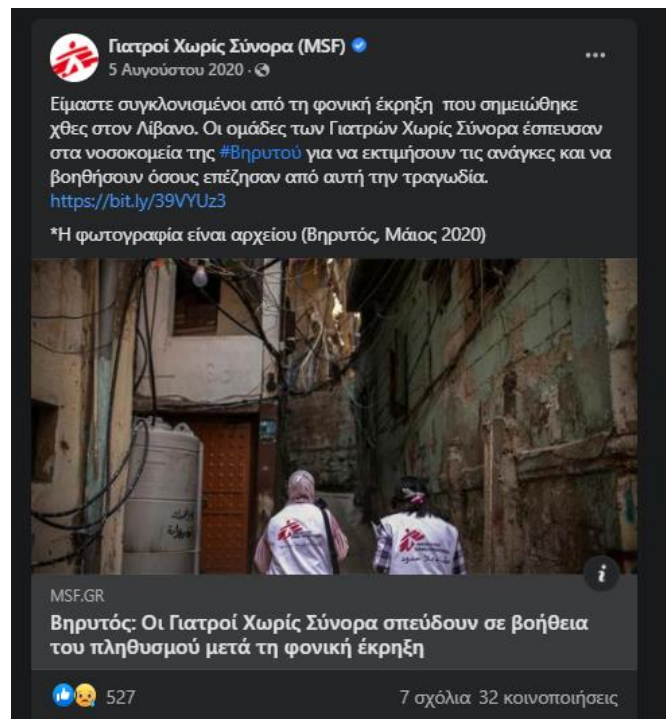 Γιατροί Χωρίς Σύνορα (MSF)
5 Αυγούστου 2020 ·
Είμαστε συγκλονισμένοι από τη φονική έκρηξη που σημειώθηκε
χθες στον Λίβανο. Οι ομάδες των Γιατρών Χωρίς Σύνορα έσπευσαν
στα νοσοκομεία της #Βηρυτού για να εκτιμήσουν τις ανάγκες και να
βοηθήσουν όσους επέζησαν από αυτή την τραγωδία.
https://bit.ly/39VYUz3
*Η φωτογραφία είναι αρχείου (Βηρυτός, Μάιος 2020)
MSF.GR
Βηρυτός: Οι Γιατροί Χωρίς Σύνορα σπεύδουν σε βοήθεια
του πληθυσμού μετά τη φονική έκρηξη
527
7 σχόλια 32 κοινοποιήσεις